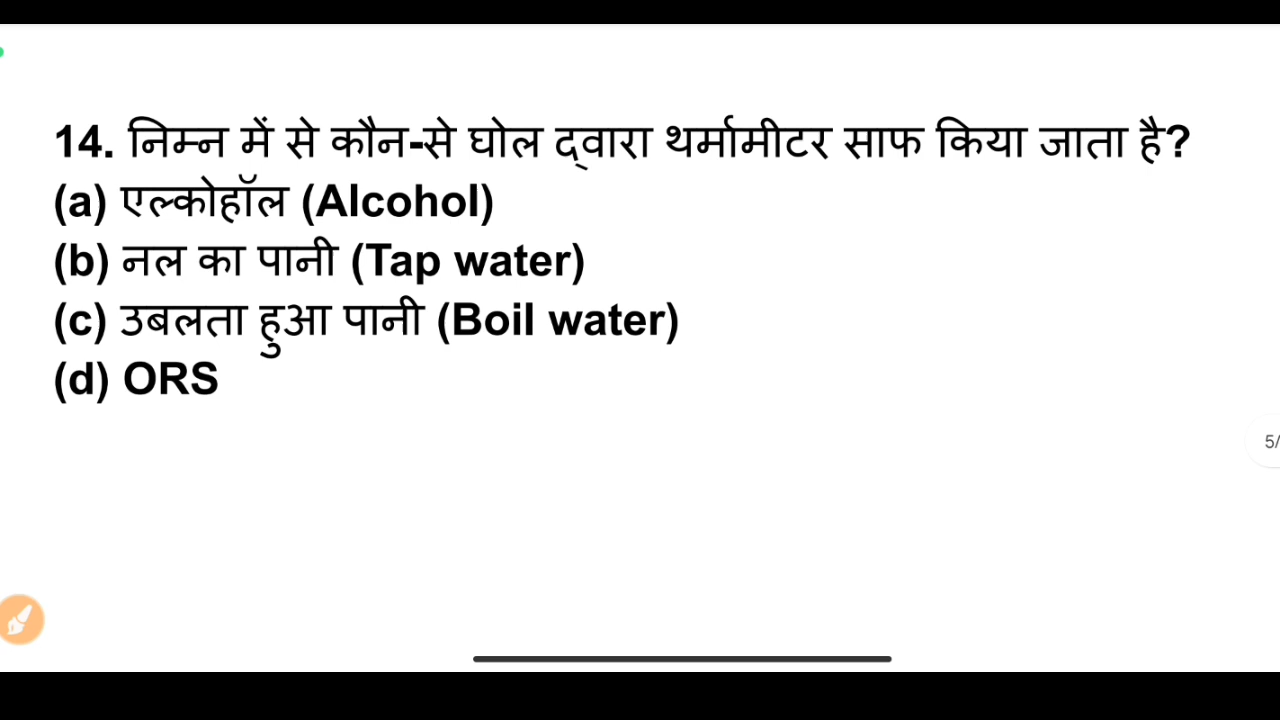 14. निम्न में से कौन-से घोल द्वारा थर्मामीटर साफ किया जाता है?
(a) एल्कोहॉल (Alcohol)
(b) नल का पानी (Tap water)
(c) उबलता हुआ पानी (Boil water)
(d) ORS
5/